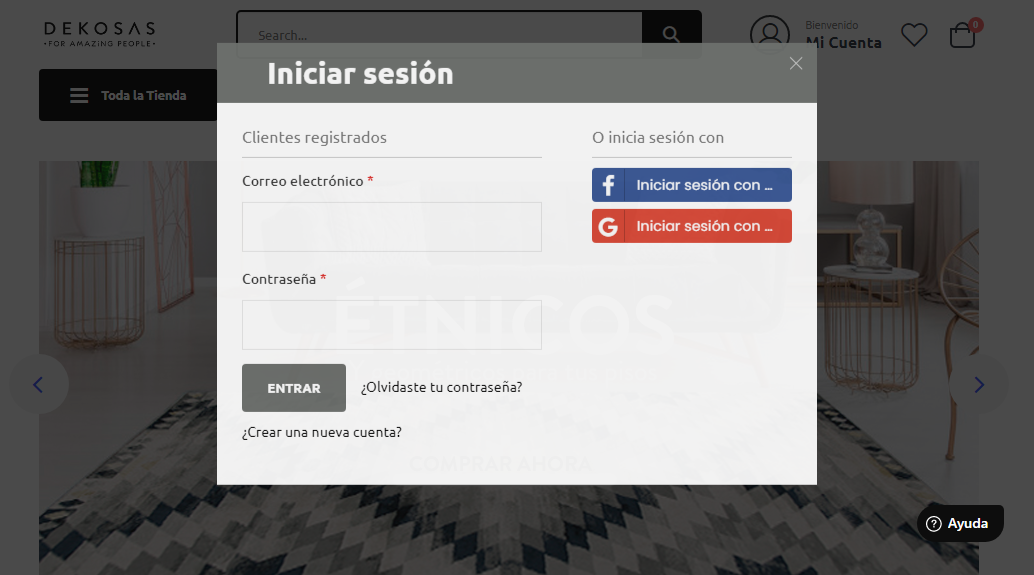 DEKOSAS
•FOR AMAZING PEOPLE•
Search...
Bienvenido
Mi Cuenta
0
Toda la Tienda
Iniciar sesión
Clientes registrados
Correo electrónico *
Contraseña *
ENTRAR
¿Olvidaste tu contraseña?
¿Crear una nueva cuenta?
O inicia sesión con
Iniciar sesión con ...
Iniciar sesión con ...
ÉTNICOS
COMPRAR AHORA
Ayuda